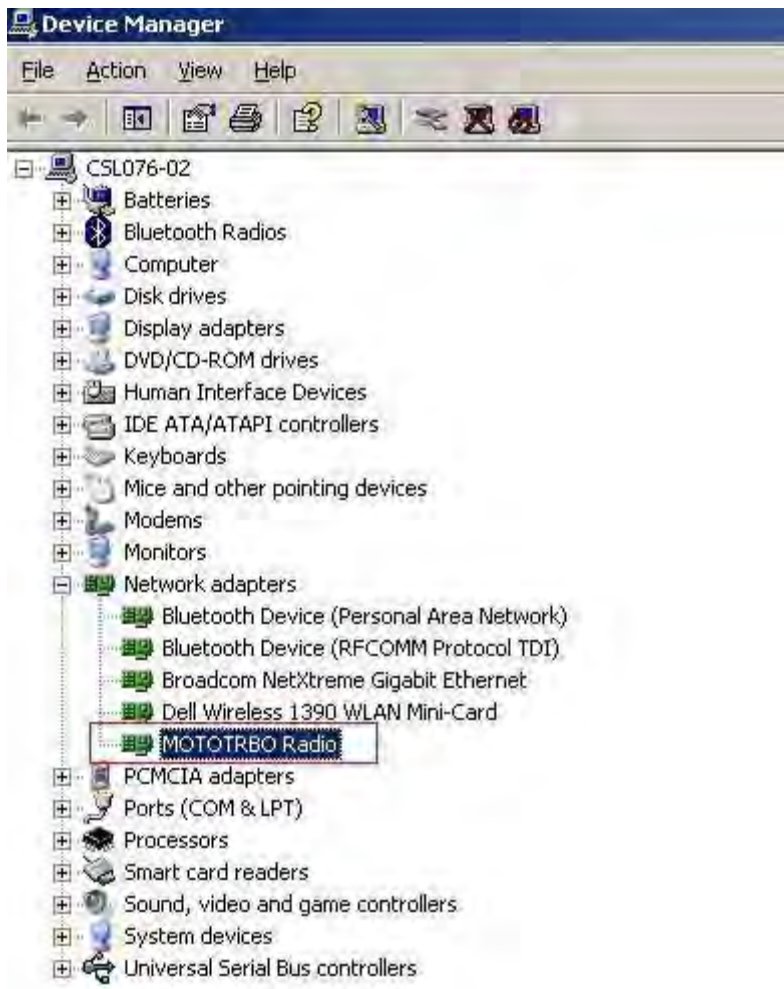 Device Manager
File Action View Help
CSL076-02
Batteries
Bluetooth Radios
Computer
Disk drives
Display adapters
DVD/CD-ROM drives
Human Interface Devices
IDE ATA/ATAPI controllers
Keyboards
Mice and other pointing devices
Modems
Monitors
Network adapters
Bluetooth Device (Personal Area Network)
Bluetooth Device (RFCOMM Protocol TDI)
Broadcom NetXtreme Gigabit Ethernet
Dell Wireless 1390 WLAN Mini-Card
MOTOTRBO Radio
PCMCIA adapters
Ports (COM & LPT)
Processors
Smart card readers
Sound, video and game controllers
System devices
Universal Serial Bus controllers